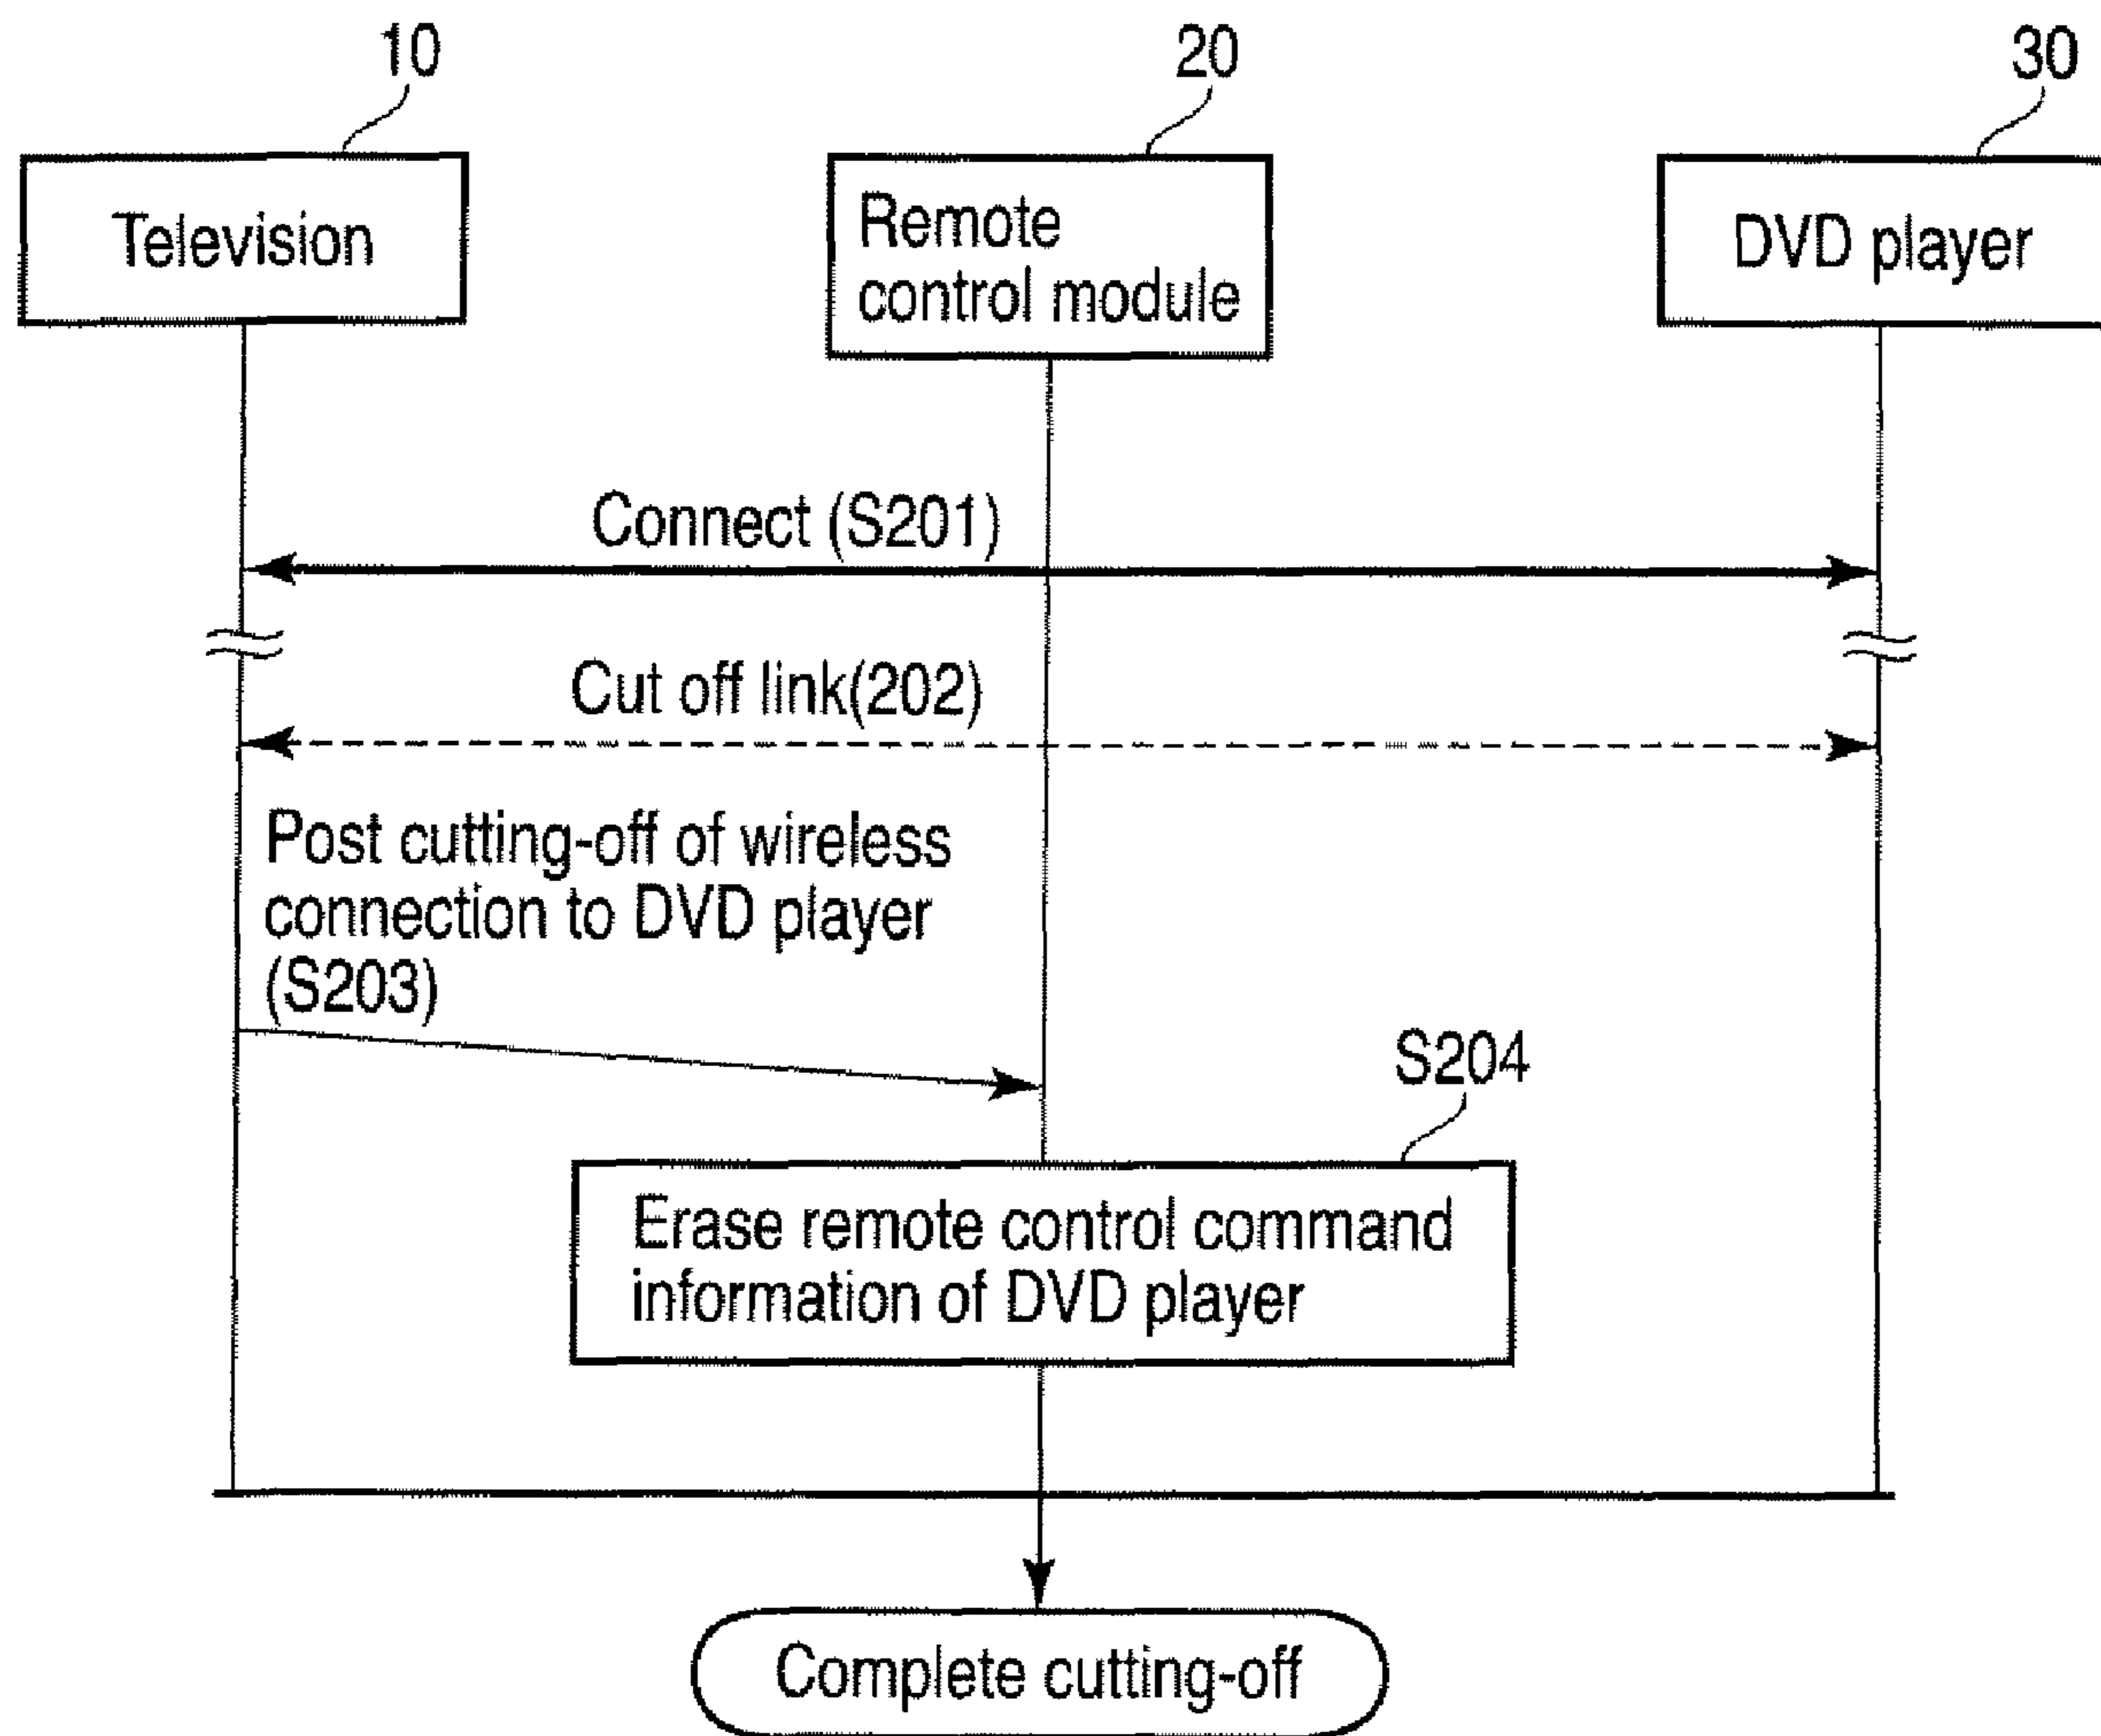 10
20
30
Television
Remote
control module
DVD player
Connect (S201)
Cut off link(202)
Post cutting-off of wireless
connection to DVD player
(S203)
S204
Erase remote control command
information of DVD player
Complete cutting-off